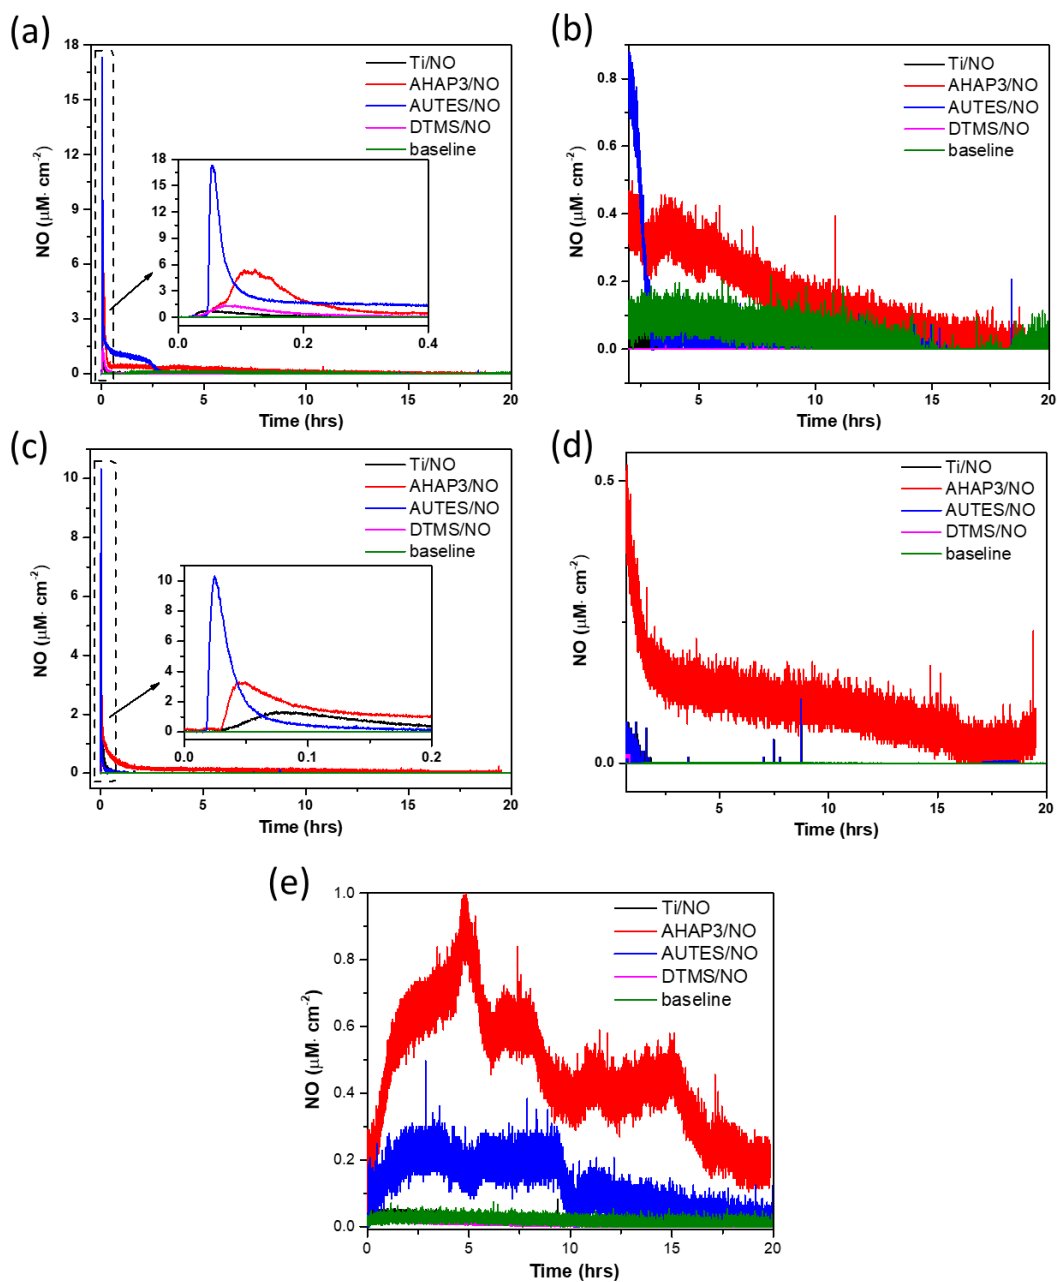 (a)
18
15
12
9
6
3
0
NO (μM· cm⁻²)
Ti/NO
AHAP3/NO
AUTES/NO
DTMS/NO
baseline
18
15
12
9
6
3
0
0.0 0.2 0.4
0 5 10 15 20
Time (hrs)
(b)
0.8
0.6
0.4
0.2
0.0
NO (μM· cm⁻²)
Ti/NO
AHAP3/NO
AUTES/NO
DTMS/NO
baseline
5 10 15 20
Time (hrs)
(c)
10
8
6
4
2
0
NO (μM· cm⁻²)
Ti/NO
AHAP3/NO
AUTES/NO
DTMS/NO
baseline
10
8
6
4
2
0
0.0 0.1 0.2
0 5 10 15 20
Time (hrs)
(d)
0.5
0.0
NO (μM· cm⁻²)
Ti/NO
AHAP3/NO
AUTES/NO
DTMS/NO
baseline
5 10 15 20
Time (hrs)
(e)
1.0
0.8
0.6
0.4
0.2
0.0
NO (μM· cm⁻²)
Ti/NO
AHAP3/NO
AUTES/NO
DTMS/NO
baseline
0 5 10 15 20
Time (hrs)